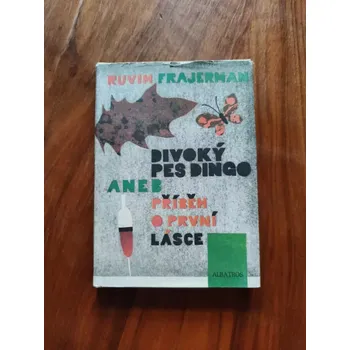 RUVIM FRAJERMAN
DIVOKÝ
PES DINGO
ANEB
PŘÍBĚH
O PRVNÍ
LÁSCE
ALBATROS